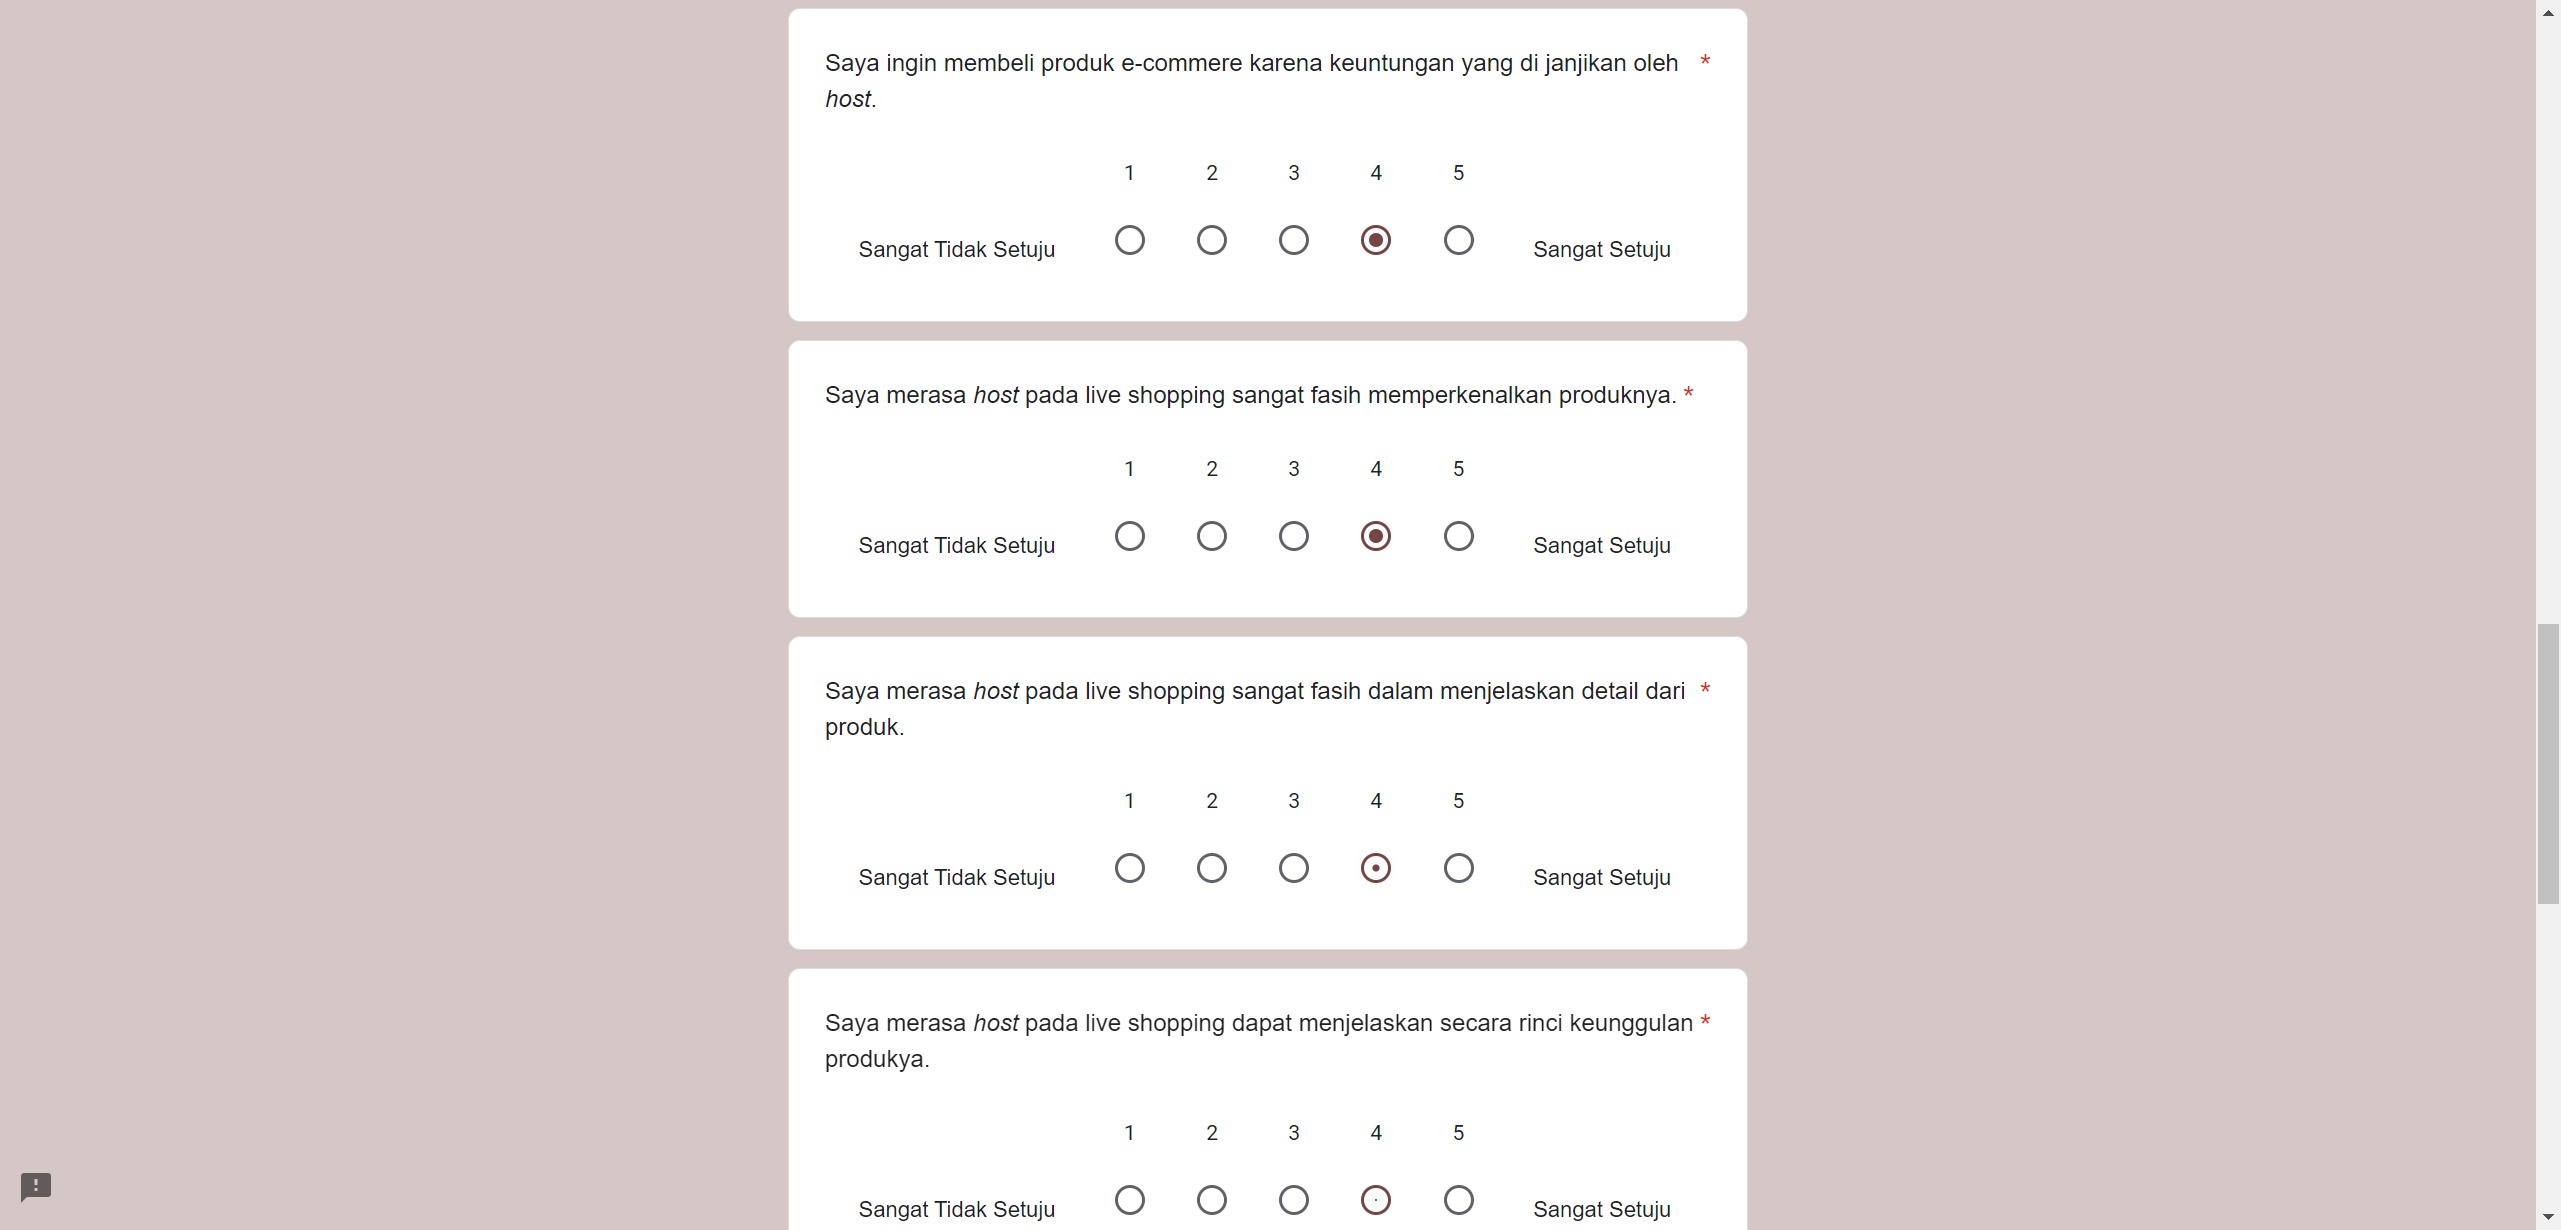 Saya ingin membeli produk e-commere karena keuntungan yang di janjikan oleh *
host.
1 2 3 4 5
Sangat Tidak Setuju Sangat Setuju
Saya merasa host pada live shopping sangat fasih memperkenalkan produknya. *
1 2 3 4 5
Sangat Tidak Setuju Sangat Setuju
Saya merasa host pada live shopping sangat fasih dalam menjelaskan detail dari *
produk.
1 2 3 4 5
Sangat Tidak Setuju Sangat Setuju
Saya merasa host pada live shopping dapat menjelaskan secara rinci keunggulan *
produkya.
1 2 3 4 5
Sangat Tidak Setuju Sangat Setuju